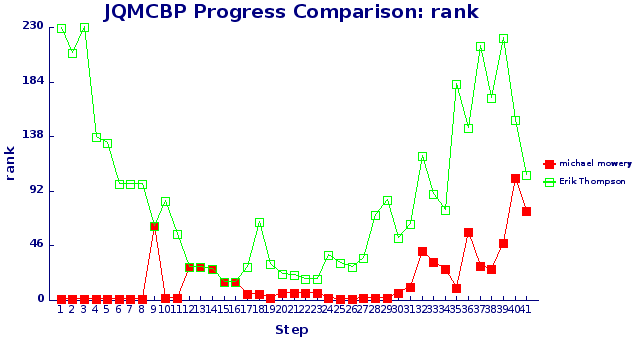 JQMCBP Progress Comparison: rank
230
184
138
92
46
0
rank
1 2 3 4 5 6 7 8 9 10 11 12 13 14 15 16 17 18 19 20 21 22 23 24 25 26 27 28 29 30 31 32 33 34 35 36 37 38 39 40 41
Step
michael mowery
Erik Thompson